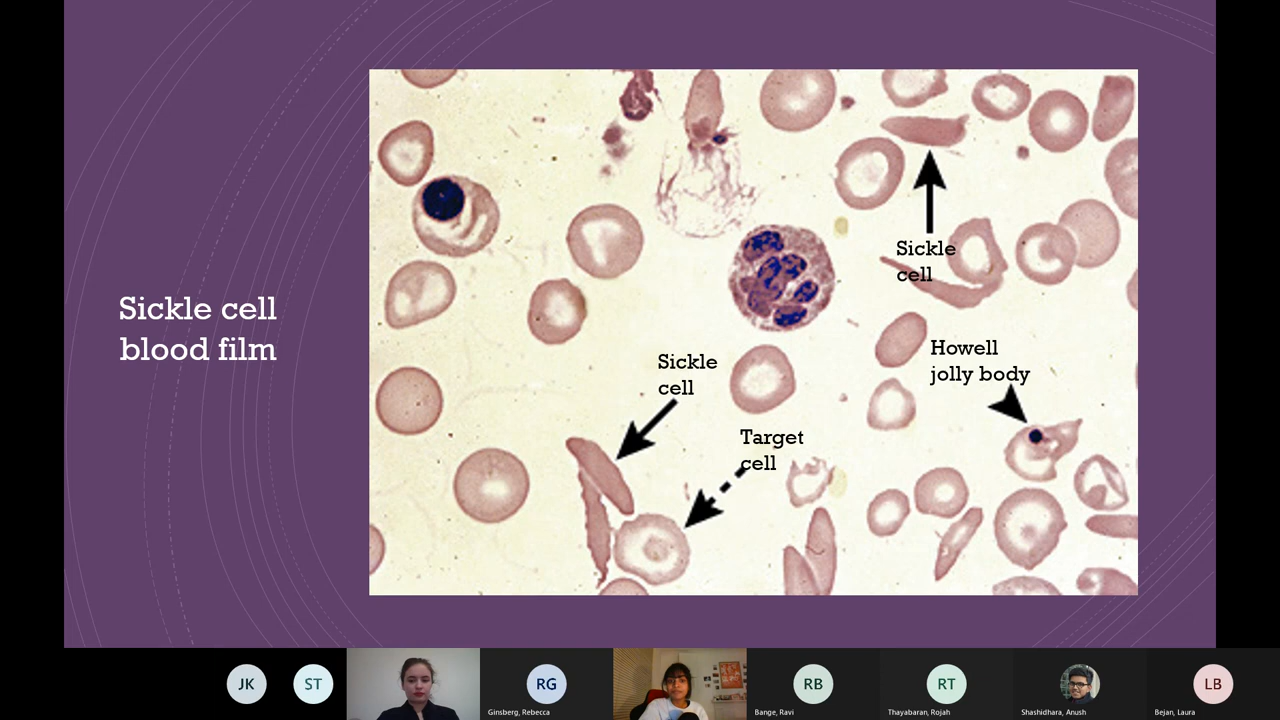 Sickle cell
blood film
Sickle
cell
Howell
jolly body
Sickle
cell
Target
cell
JK
ST
RG
Ginsberg, Rebecca
RB
Bange, Ravi
RT
Thayabaran, Rojah
Shashidhara, Anush
LB
Bejan, Laura